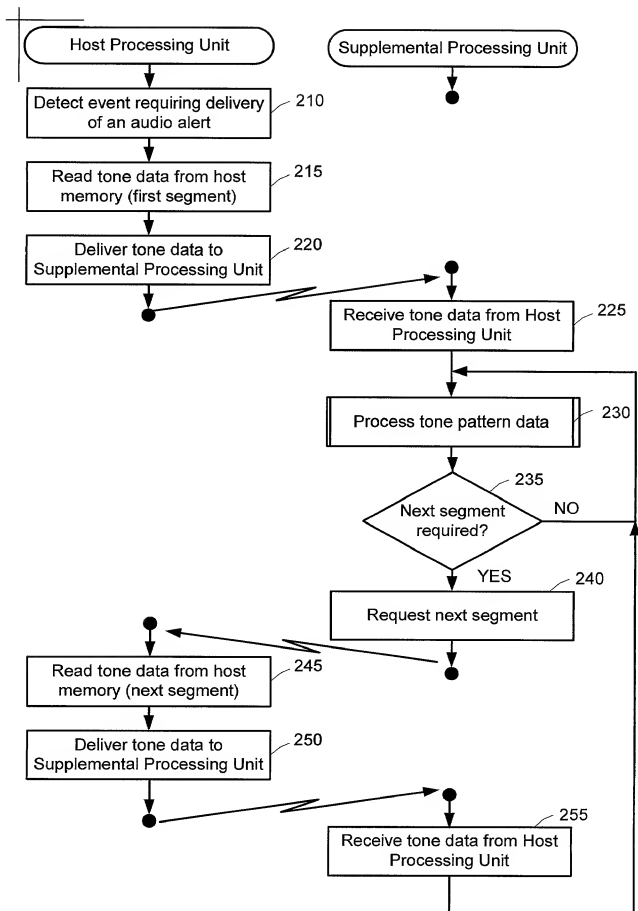 Host Processing Unit
Supplemental Processing Unit
Detect event requiring delivery
of an audio alert
210
Read tone data from host
memory (first segment)
215
Deliver tone data to
Supplemental Processing Unit
220
Receive tone data from Host
Processing Unit
225
Process tone pattern data
230
Next segment
required?
235
NO
YES
Request next segment
240
Read tone data from host
memory (next segment)
245
Deliver tone data to
Supplemental Processing Unit
250
Receive tone data from Host
Processing Unit
255